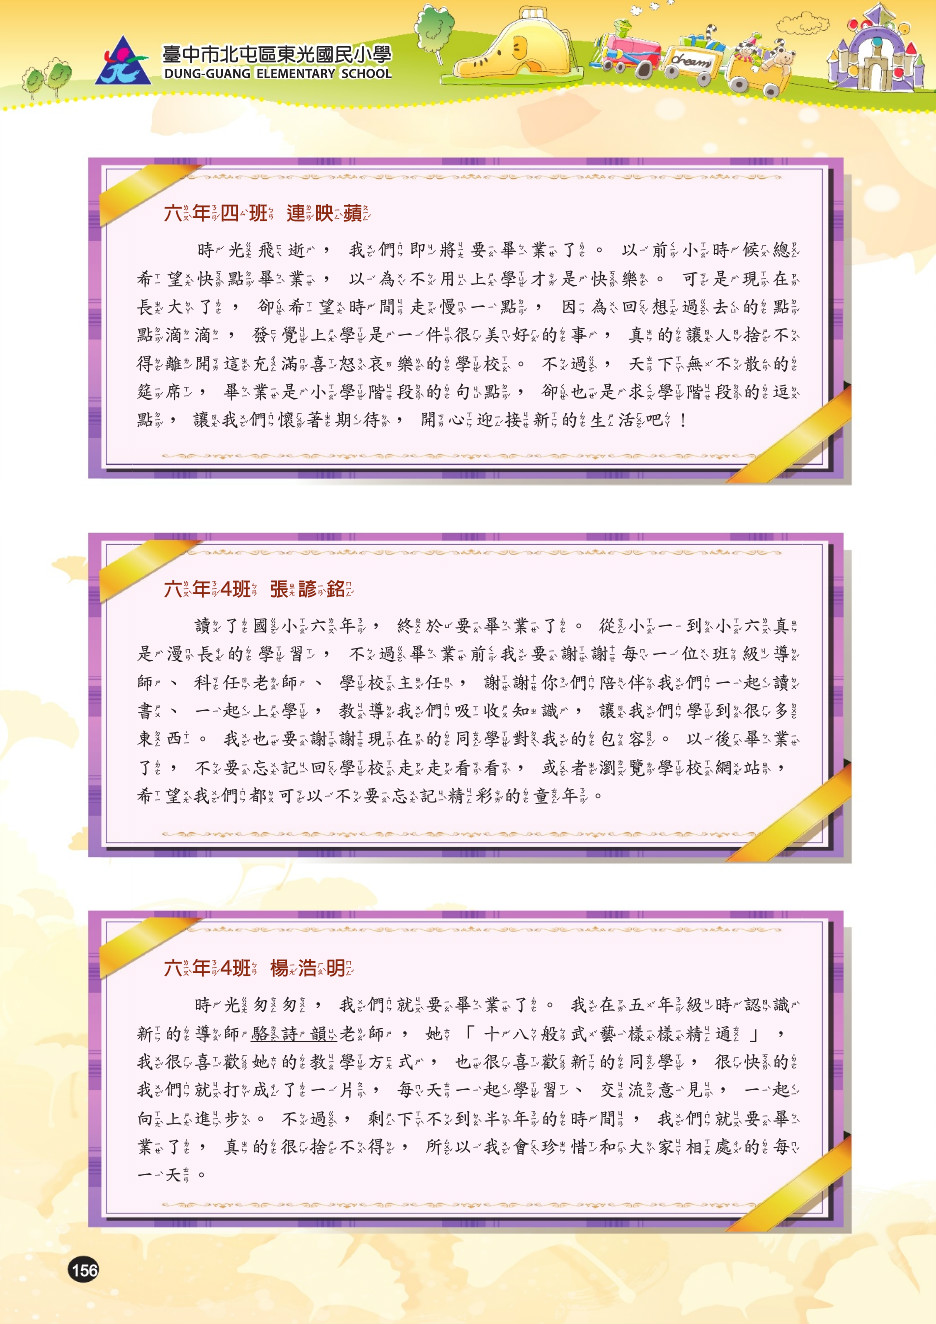 臺中市北屯區東光國民小學
DUNG-GUANG ELEMENTARY SCHOOL
dream
六年四班 連映蘋
時光飛逝，我們即將要畢業了。以前小時候總
希望快點畢業，以為不用上學才是快樂。可是現在
長大了，卻希望時間走慢一點，因為回想過去的點
點滴滴，發覺上學是一件很美好的事，真的讓人捨不
得離開這充滿喜怒哀樂的學校。不過，天下無不散的
筵席，畢業是小學階段的句點，卻也是求學階段的逗
點，讓我們懷著期待，開心迎接新的生活吧！
六年4班 張諺銘
讀了國小六年，終於要畢業了。從小一到小六真
是漫長的學習，不過畢業前我要謝謝每一位班級導
師、科任老師、學校主任，謝謝你們陪伴我們一起讀
書、一起上學，教導我們吸收知識，讓我們學到很多
東西。我也要謝謝現在的同學對我的包容。以後畢業
了，不要忘記回學校走走看看，或者瀏覽學校網站，
希望我們都可以不要忘記精彩的童年。
六年4班 楊浩明
時光匆匆，我們就要畢業了。我在五年級時認識
新的導師駱詩韻老師，她「十八般武藝樣樣精通」，
我很喜歡她的教學方式，也很喜歡新的同學，很快的
我們就打成了一片，每天一起學習、交流意見，一起
向上進步。不過，剩下不到半年的時間，我們就要畢
業了，真的很捨不得，所以我會珍惜和大家相處的每
一天。
156